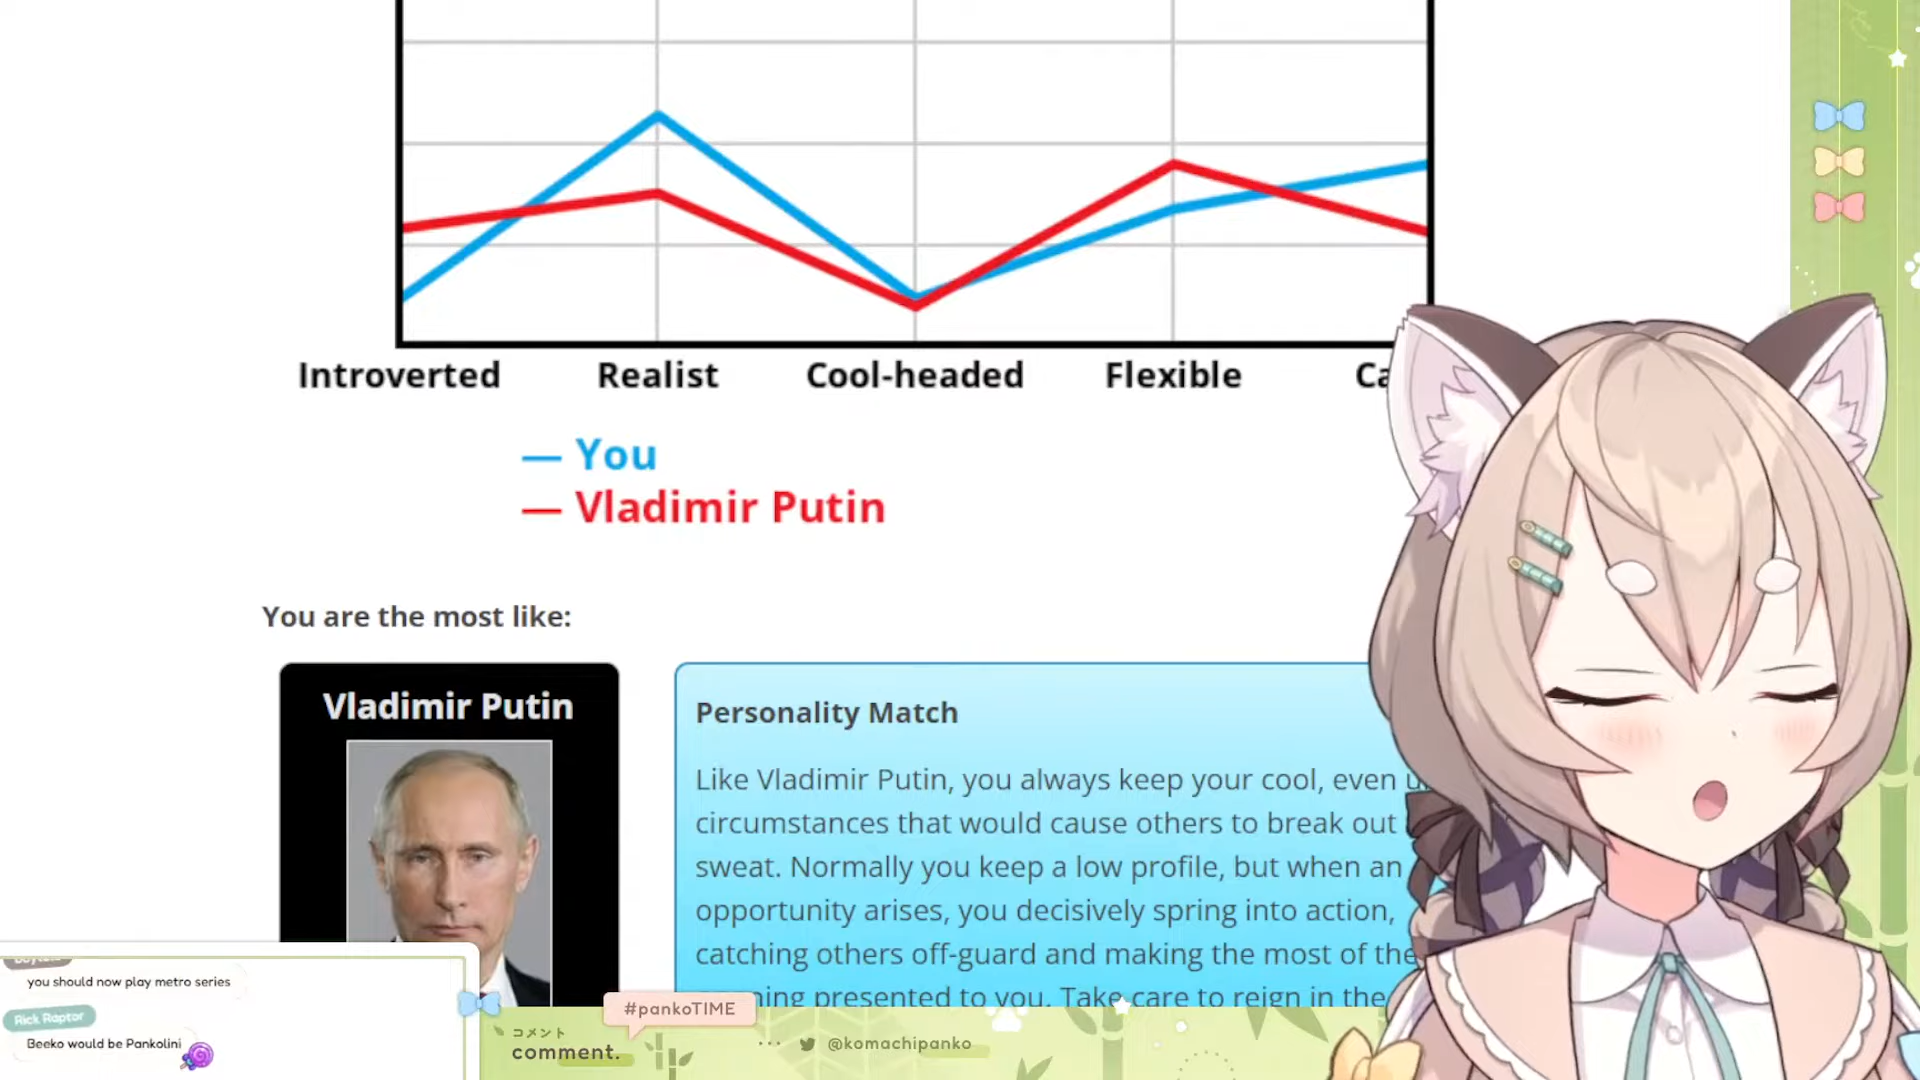 Introverted Realist Cool-headed Flexible Ca
— You
— Vladimir Putin
You are the most like:
Vladimir Putin
Personality Match
Like Vladimir Putin, you always keep your cool, even u
circumstances that would cause others to break out
sweat. Normally you keep a low profile, but when an
opportunity arises, you decisively spring into action,
catching others off-guard and making the most of the
ning presented to you. Take care to reign in the
you should now play metro series
Rick Raptor
Beeko would be Pankolini
#pankoTIME
コメント
comment.
@komachipanko